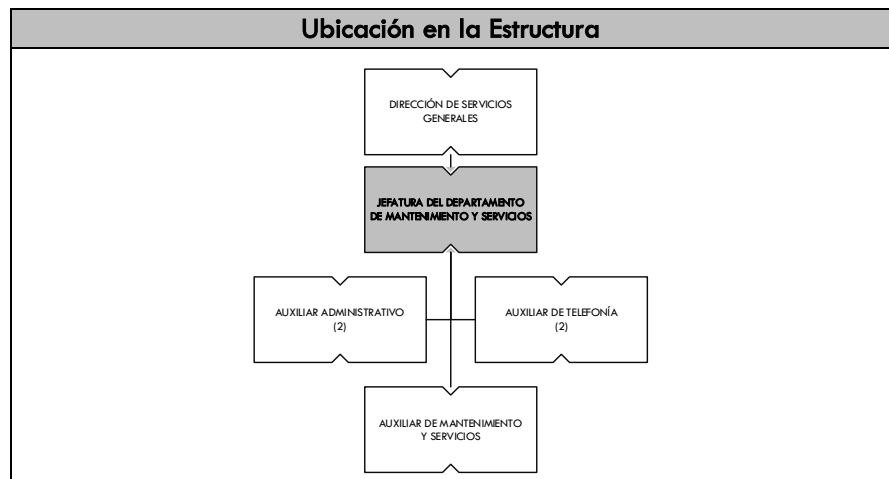 Ubicación en la Estructura
DIRECCIÓN DE SERVICIOS
GENERALES
JEFATURA DEL DEPARTAMENTO
DE MANTENIMIENTO Y SERVICIOS
AUXILIAR ADMINISTRATIVO
(2)
AUXILIAR DE TELEFONÍA
(2)
AUXILIAR DE MANTENIMIENTO
Y SERVICIOS